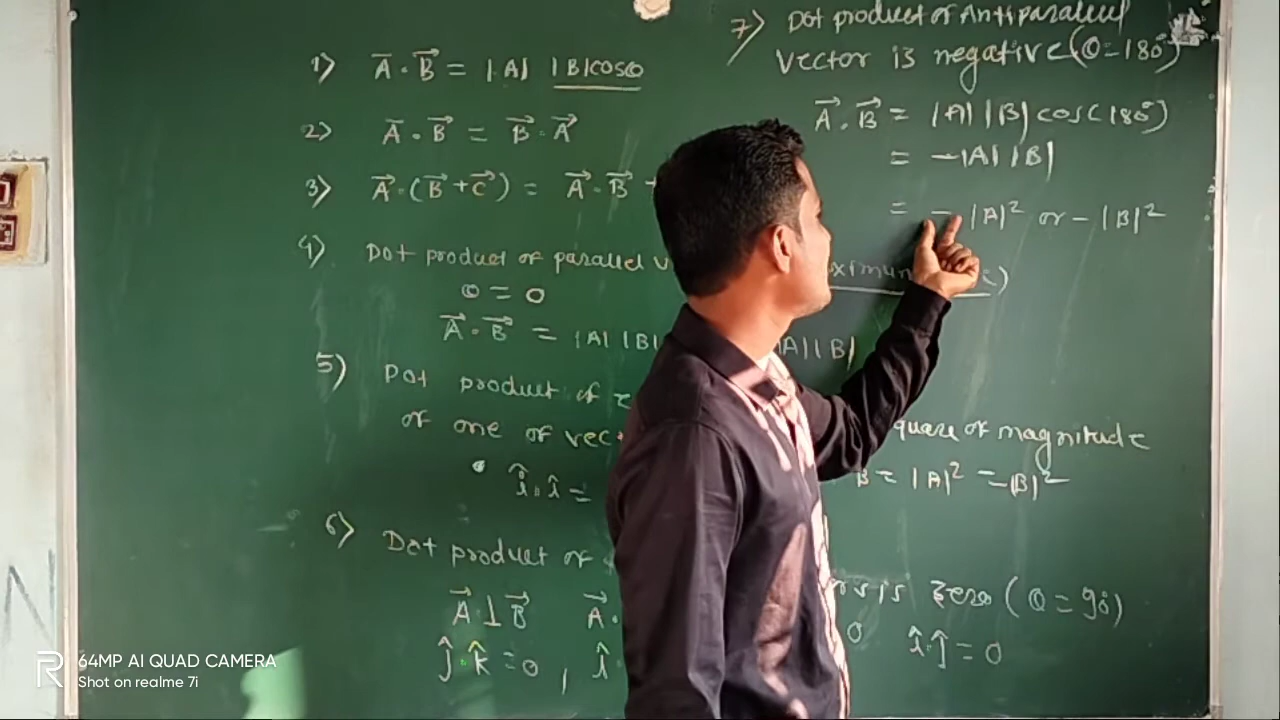 1) A⃗ · B⃗ = |A| |B|cosθ
2) A⃗ · B⃗ = B⃗ · A⃗
3) A⃗ · (B⃗ + C⃗) = A⃗ · B⃗ +
4) Dot product of parallel
θ = 0
A⃗ · B⃗ = |A| |B| |A| |B|
5) Dot product of
of one of square of magnitude
î · î = B = |A|² = |B|²
6) Dot product of is zero (θ = 90°)
A⃗ ⊥ B⃗ A⃗ · 0 î · ĵ = 0
ĵ · k̂ = 0 , î ·
7) Dot product of Antiparallel
vector is negative (θ = 180°)
A⃗ · B⃗ = |A| |B| cos(180°)
= -|A| |B|
= - |A|² or - |B|²
N
R
64MP AI QUAD CAMERA
Shot on realme 7i